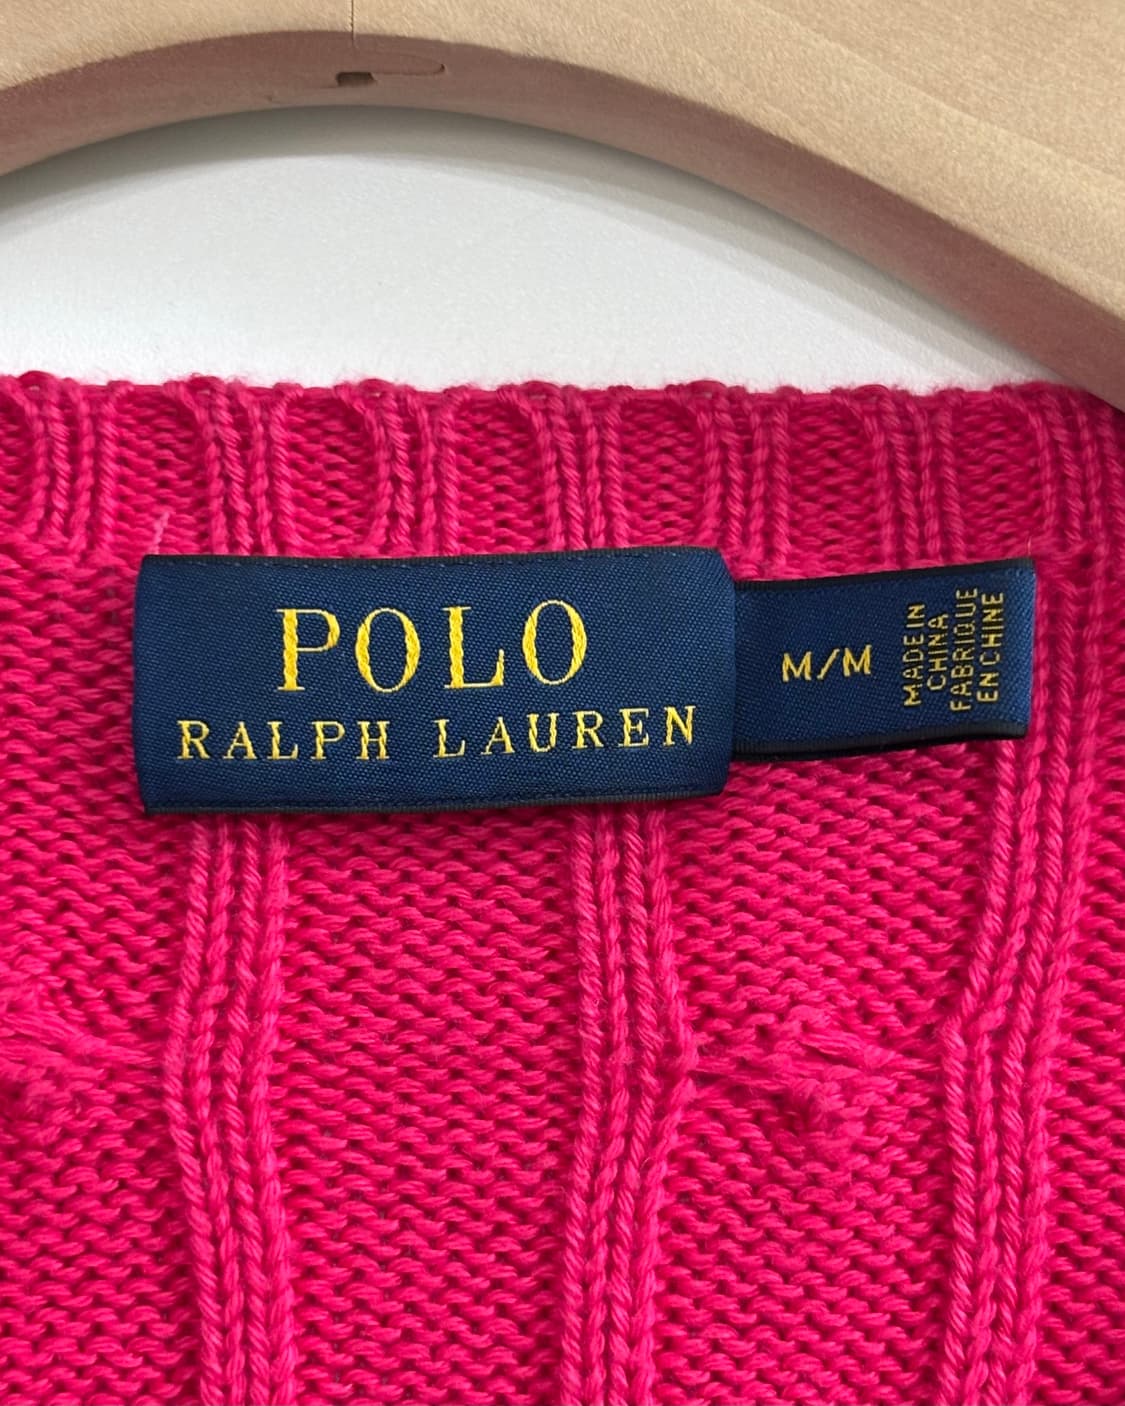 POLO
RALPH LAUREN
M/M
MADE IN
CHINA
FABRIQUE
EN CHINE